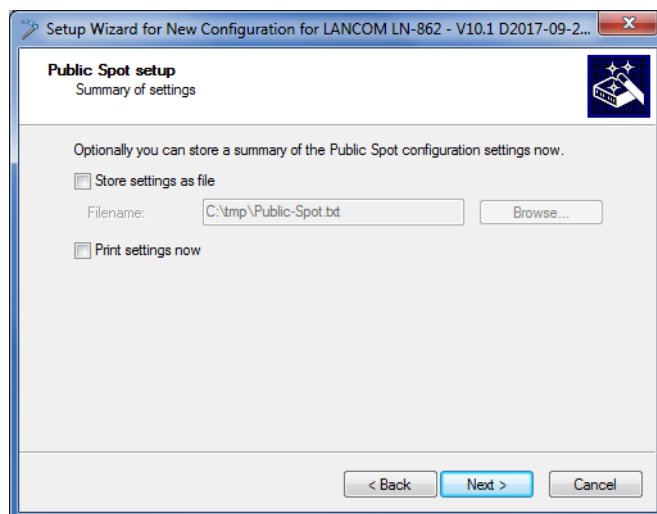 Setup Wizard for New Configuration for LANCOM LN-862 - V10.1 D2017-09-2...
Public Spot setup
Summary of settings
Optionally you can store a summary of the Public Spot configuration settings now.
Store settings as file
Filename: C:\tmp\Public-Spot.txt Browse...
Print settings now
< Back Next > Cancel